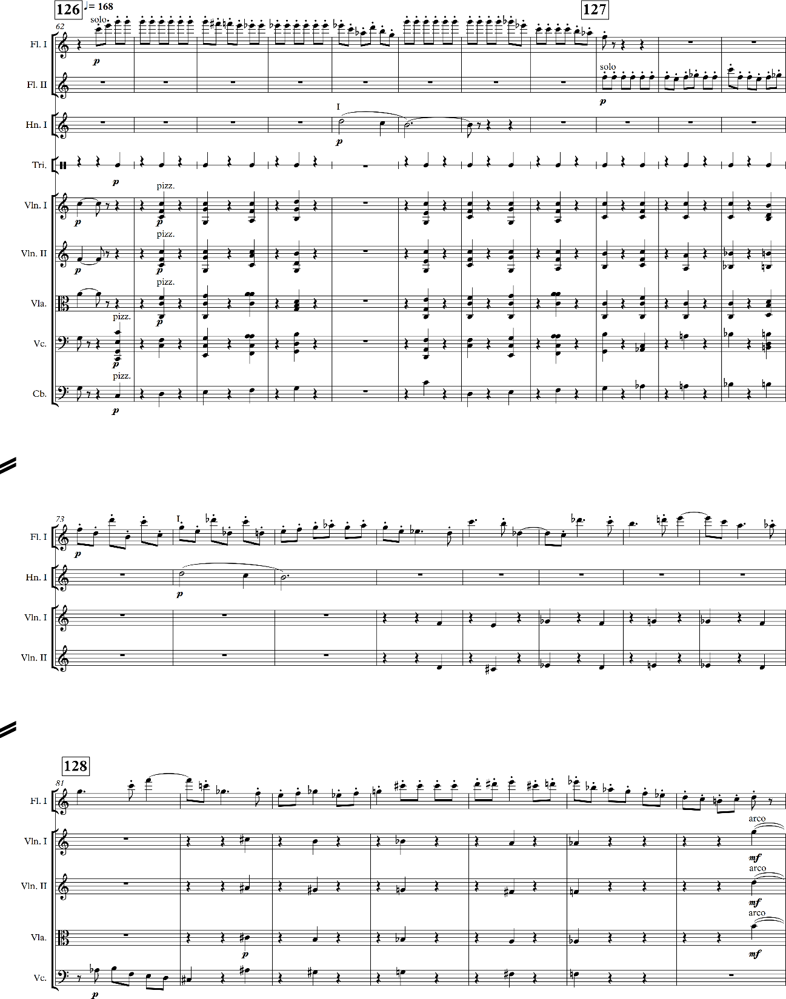 126 ♩= 168
127
62
solo
Fl. I
p
solo
Fl. II
p
I
Hn. I
p
Tri.
p
pizz.
Vln. I
p
p
pizz.
Vln. II
p
p
pizz.
Vla.
p
pizz.
Vc.
p
pizz.
Cb.
p
73
I
Fl. I
p
Hn. I
p
Vln. I
Vln. II
128
81
Fl. I
arco
Vln. I
mf
arco
Vln. II
mf
arco
Vla.
p
mf
Vc.
p